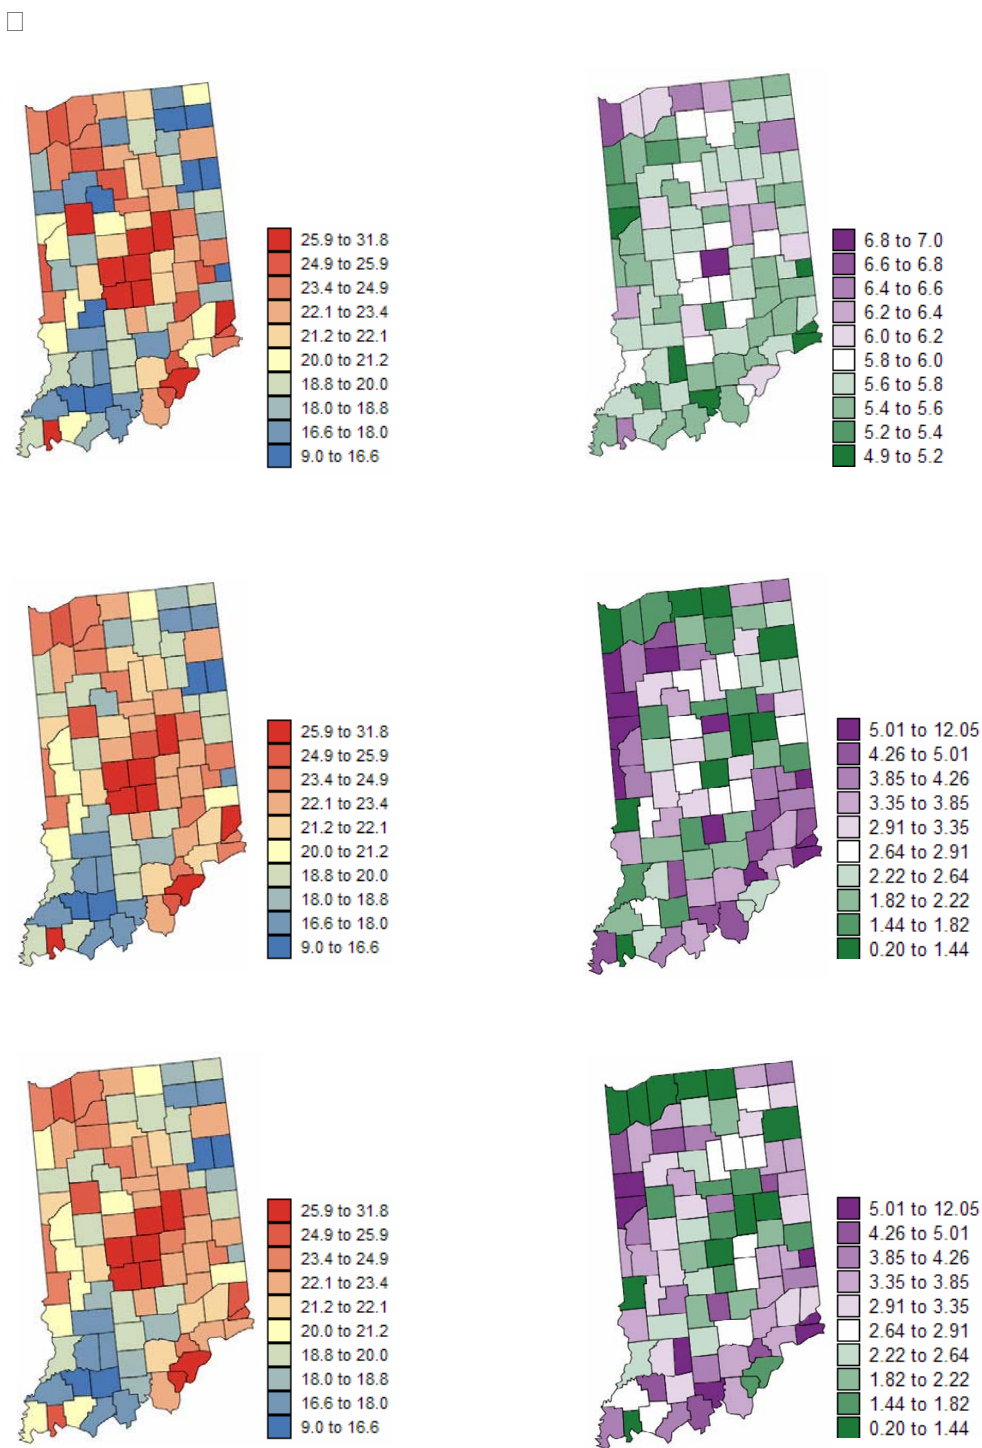 25.9 to 31.8
24.9 to 25.9
23.4 to 24.9
22.1 to 23.4
21.2 to 22.1
20.0 to 21.2
18.8 to 20.0
18.0 to 18.8
16.6 to 18.0
9.0 to 16.6
6.8 to 7.0
6.6 to 6.8
6.4 to 6.6
6.2 to 6.4
6.0 to 6.2
5.8 to 6.0
5.6 to 5.8
5.4 to 5.6
5.2 to 5.4
4.9 to 5.2
25.9 to 31.8
24.9 to 25.9
23.4 to 24.9
22.1 to 23.4
21.2 to 22.1
20.0 to 21.2
18.8 to 20.0
18.0 to 18.8
16.6 to 18.0
9.0 to 16.6
5.01 to 12.05
4.26 to 5.01
3.85 to 4.26
3.35 to 3.85
2.91 to 3.35
2.64 to 2.91
2.22 to 2.64
1.82 to 2.22
1.44 to 1.82
0.20 to 1.44
25.9 to 31.8
24.9 to 25.9
23.4 to 24.9
22.1 to 23.4
21.2 to 22.1
20.0 to 21.2
18.8 to 20.0
18.0 to 18.8
16.6 to 18.0
9.0 to 16.6
5.01 to 12.05
4.26 to 5.01
3.85 to 4.26
3.35 to 3.85
2.91 to 3.35
2.64 to 2.91
2.22 to 2.64
1.82 to 2.22
1.44 to 1.82
0.20 to 1.44